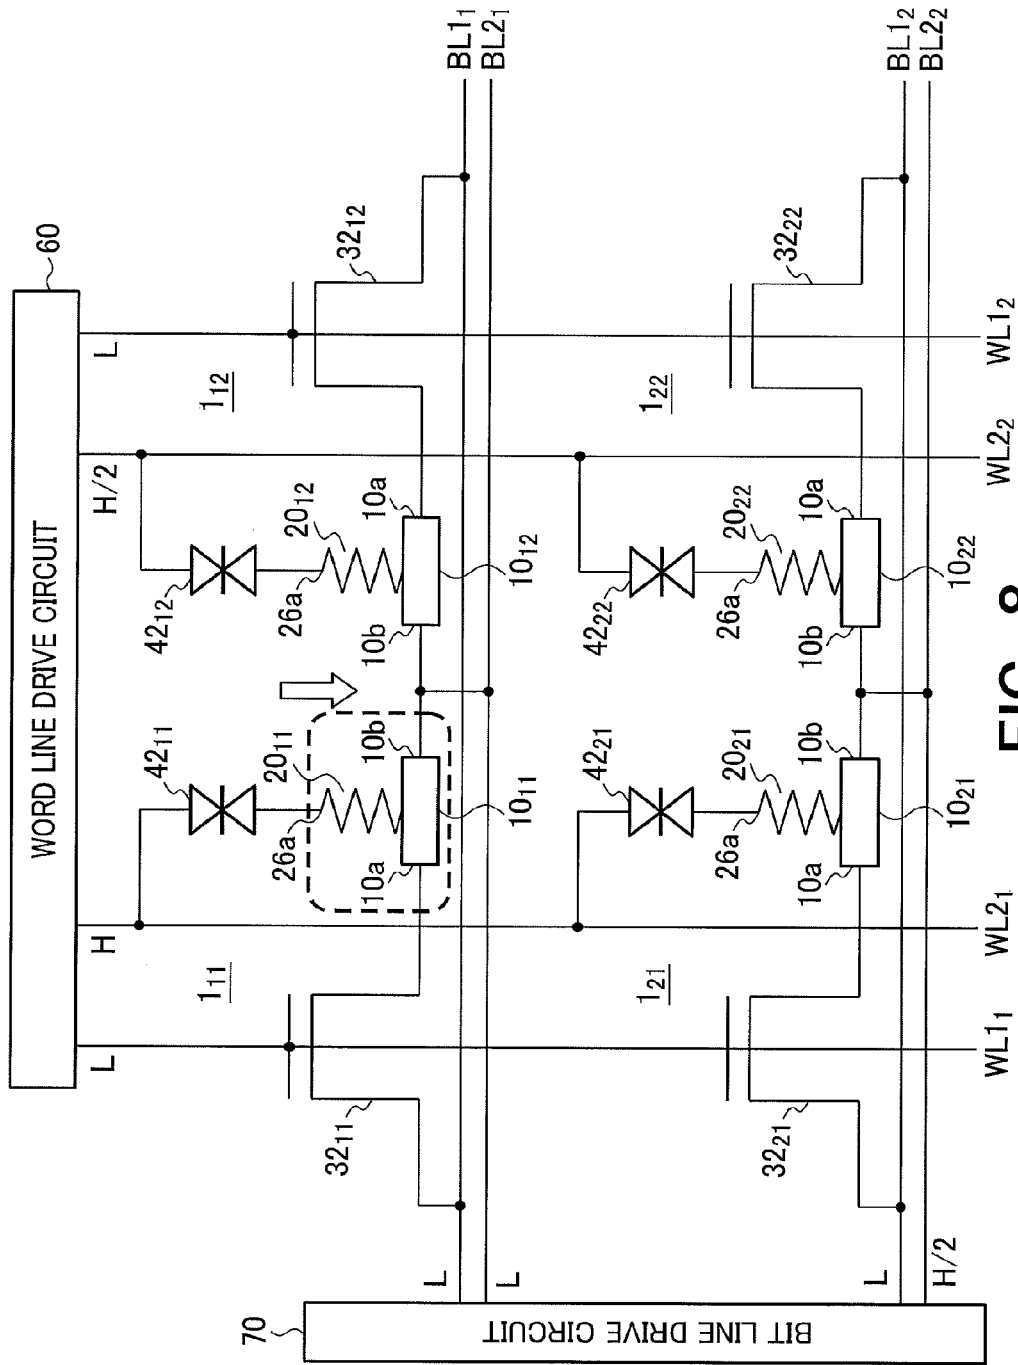 WORD LINE DRIVE CIRCUIT
60
L
H
H/2
L
1₁₁
42₁₁
26a
20₁₁
10a
10b
10₁₁
32₁₁
42₁₂
26a
20₁₂
10b
10a
10₁₂
1₁₂
32₁₂
BL1₁
BL2₁
1₂₁
42₂₁
26a
20₂₁
10a
10b
10₂₁
32₂₁
42₂₂
26a
20₂₂
10b
10a
10₂₂
1₂₂
32₂₂
BL1₂
BL2₂
WL1₁
WL2₁
WL2₂
WL1₂
70
BIT LINE DRIVE CIRCUIT
L
L
L
H/2